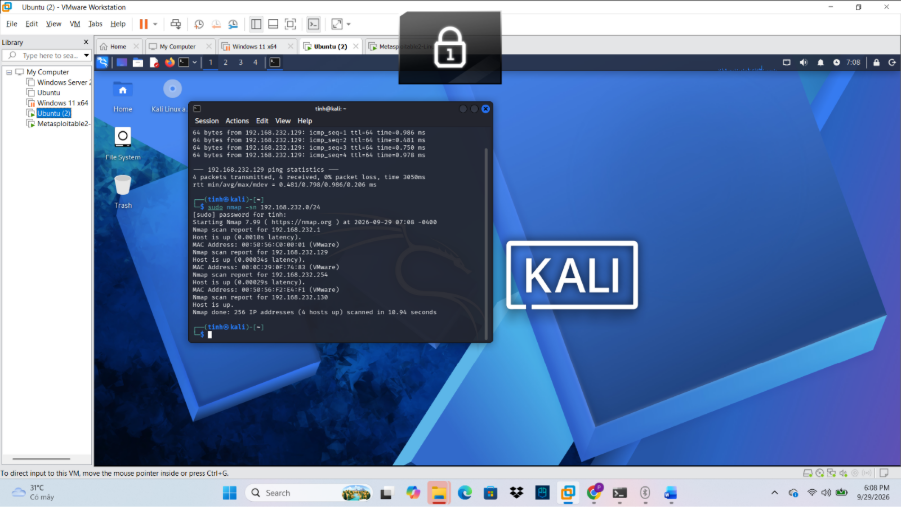 Ubuntu (2) - VMware Workstation
File Edit View VM Tabs Help
Library
Type here to sea...
Home
My Computer
Windows 11 x64
Ubuntu (2)
1
My Computer
Windows Server 2
Ubuntu
Windows 11 x64
Ubuntu (2)
Metasploitable2-
1 2 3 4
7:08
Home
Kali Linux a
File System
Trash
tinh@kali: ~
Session Actions Edit View Help
64 bytes from 192.168.232.129: icmp_seq=1 ttl=64 time=0.986 ms
64 bytes from 192.168.232.129: icmp_seq=2 ttl=64 time=0.481 ms
64 bytes from 192.168.232.129: icmp_seq=3 ttl=64 time=0.750 ms
64 bytes from 192.168.232.129: icmp_seq=4 ttl=64 time=0.978 ms
--- 192.168.232.129 ping statistics ---
4 packets transmitted, 4 received, 0% packet loss, time 3050ms
rtt min/avg/max/mdev = 0.481/0.798/0.986/0.206 ms
(tinh㉿kali)-[~]
$ sudo nmap -sn 192.168.232.0/24
[sudo] password for tinh:
Starting Nmap 7.99 ( https://nmap.org ) at 2026-09-29 07:08 -0400
Nmap scan report for 192.168.232.1
Host is up (0.0010s latency).
MAC Address: 00:50:56:C0:00:01 (VMware)
Nmap scan report for 192.168.232.129
Host is up (0.00034s latency).
MAC Address: 00:0C:29:0F:74:83 (VMware)
Nmap scan report for 192.168.232.254
Host is up (0.00029s latency).
MAC Address: 00:50:56:F2:E4:F1 (VMware)
Nmap scan report for 192.168.232.130
Host is up.
Nmap done: 256 IP addresses (4 hosts up) scanned in 10.94 seconds
(tinh㉿kali)-[~]
$
KALI
To direct input to this VM, move the mouse pointer inside or press Ctrl+G.
31°C
Có mây
Search
6:08 PM
9/29/2026